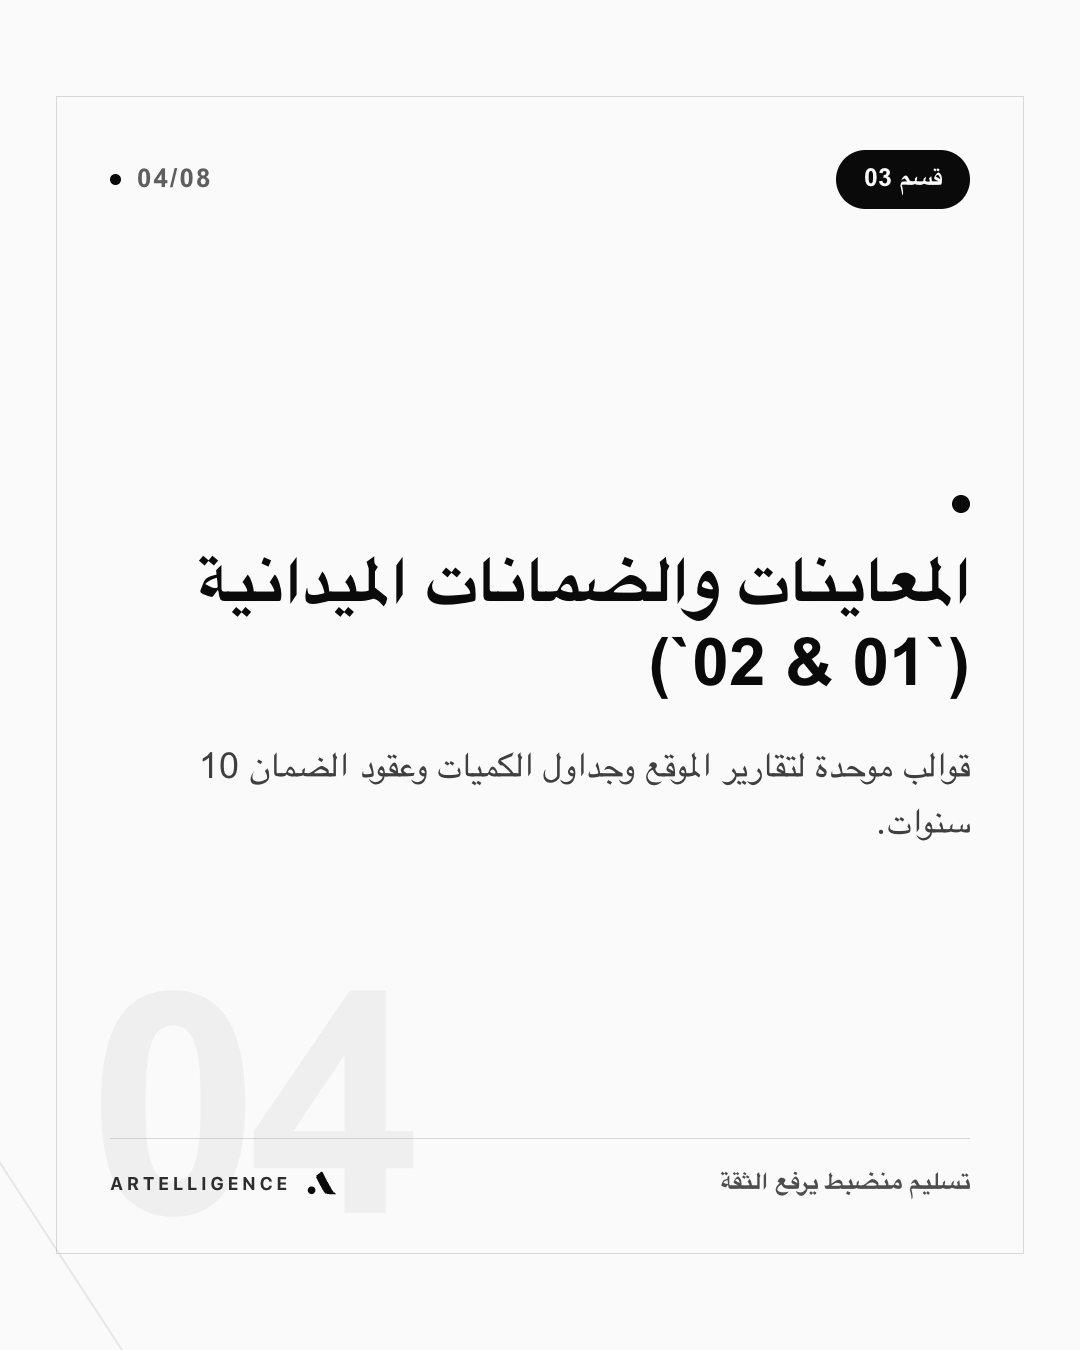 قسم 03
04/08
المعاينات والضمانات الميدانية
(`01 & 02`)
قوالب موحدة لتقارير الموقع وجداول الكميات وعقود الضمان 10
سنوات.
04
تسليم منضبط يرفع الثقة
ARTELLIGENCE